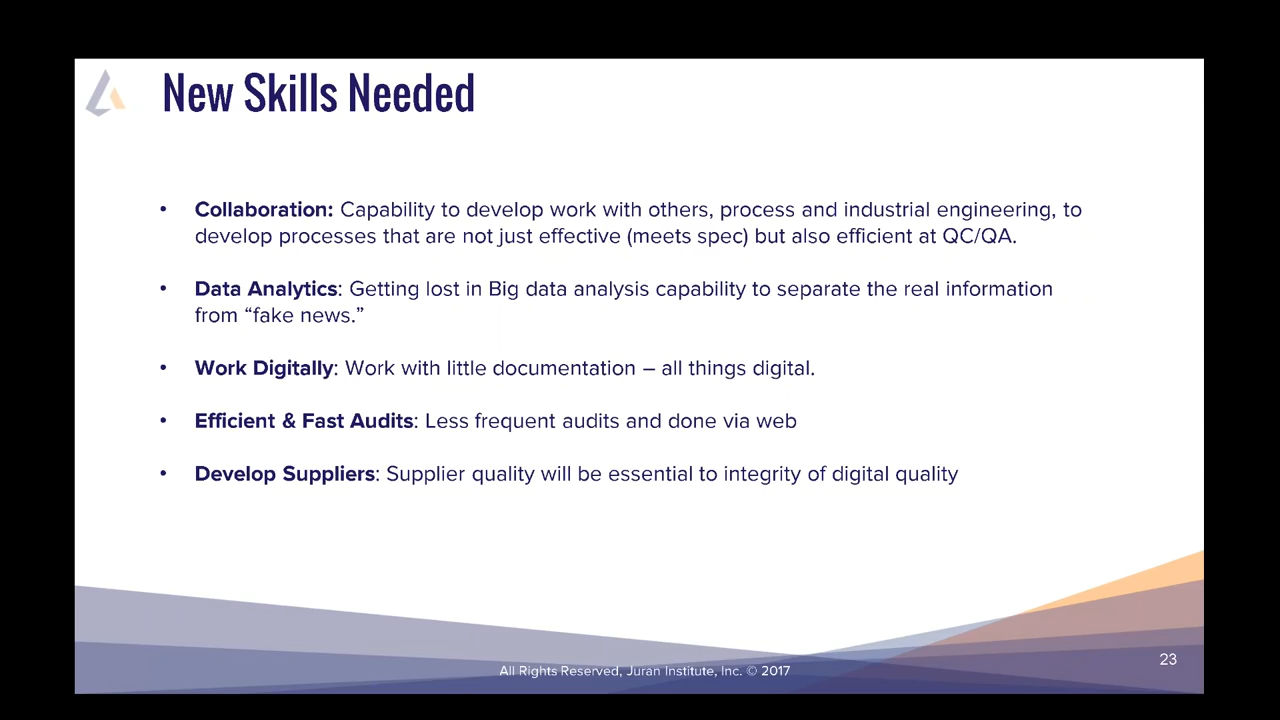 New Skills Needed
• Collaboration: Capability to develop work with others, process and industrial engineering, to
develop processes that are not just effective (meets spec) but also efficient at QC/QA.
• Data Analytics: Getting lost in Big data analysis capability to separate the real information
from “fake news.”
• Work Digitally: Work with little documentation – all things digital.
• Efficient & Fast Audits: Less frequent audits and done via web
• Develop Suppliers: Supplier quality will be essential to integrity of digital quality
23
All Rights Reserved, Juran Institute, Inc. © 2017